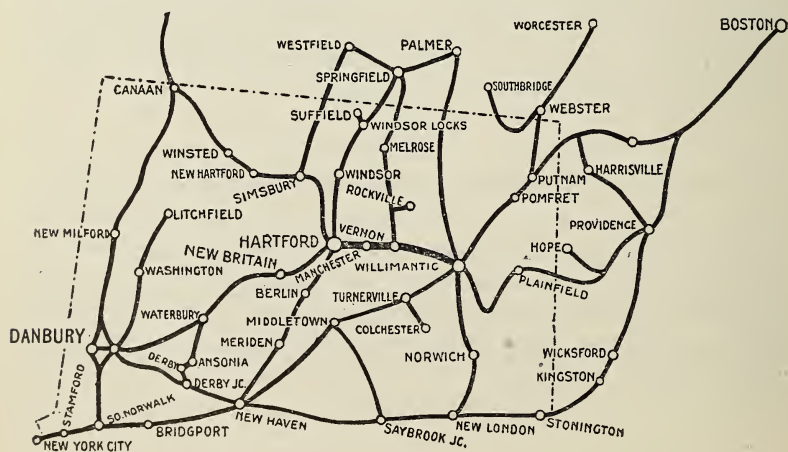 WORCESTER
BOSTON
WESTFIELD
PALMER
SPRINGFIELD
CANAAN
SOUTHBRIDGE
SUFFIELD
WEBSTER
WINDSOR LOCKS
WINSTED
MELROSE
NEW HARTFORD
WINDSOR
HARRISVILLE
SIMSBURY
ROCKVILLE
PUTNAM
POMFRET
LITCHFIELD
NEW MILFORD
HARTFORD
VERNON
PROVIDENCE
NEW BRITAIN
MANCHESTER
WILLIMANTIC
HOPE
WASHINGTON
PLAINFIELD
BERLIN
TURNERVILLE
WATERBURY
MIDDLETOWN
COLCHESTER
DANBURY
MERIDEN
NORWICH
WICKSFORD
DERBY
ANSONIA
KINGSTON
DERBY JC.
STAMFORD
SO. NORWALK
NEW HAVEN
STONINGTON
NEW LONDON
SAYBROOK JC.
BRIDGPORT
NEW YORK CITY